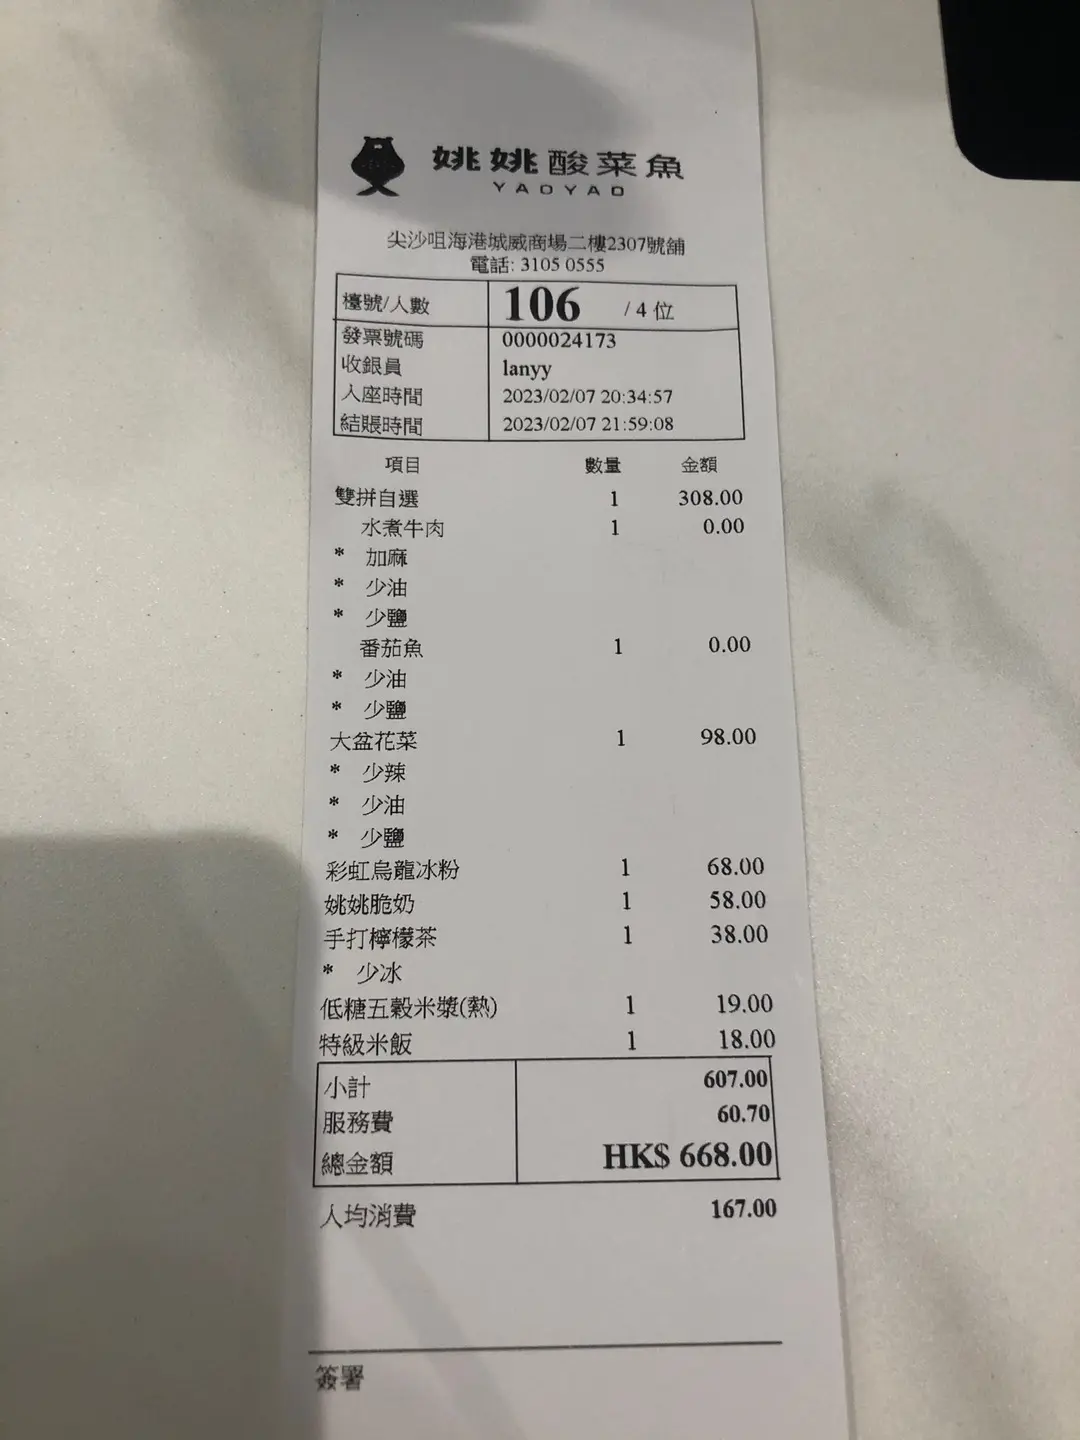 姚姚酸菜魚
YAOYAO
尖沙咀海港城威商場二樓2307號舖
電話: 3105 0555
檯號/人數 106 / 4 位
發票號碼 0000024173
收銀員 lanyy
入座時間 2023/02/07 20:34:57
結賬時間 2023/02/07 21:59:08
項目 數量 金額
雙拼自選 1 308.00
水煮牛肉 1 0.00
* 加麻
* 少油
* 少鹽
番茄魚 1 0.00
* 少油
* 少鹽
大盆花菜 1 98.00
* 少辣
* 少油
* 少鹽
彩虹烏龍冰粉 1 68.00
姚姚脆奶 1 58.00
手打檸檬茶 1 38.00
* 少冰
低糖五穀米漿(熱) 1 19.00
特級米飯 1 18.00
小計 607.00
服務費 60.70
總金額 HK$ 668.00
人均消費 167.00
簽署